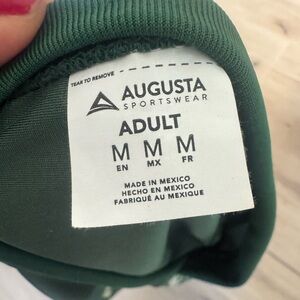 TEAR TO REMOVE
AUGUSTA
SPORTSWEAR
ADULT
M M M
EN MX FR
MADE IN MEXICO
HECHO EN MEXICO
FABRIQUÉ AU MEXIQUE